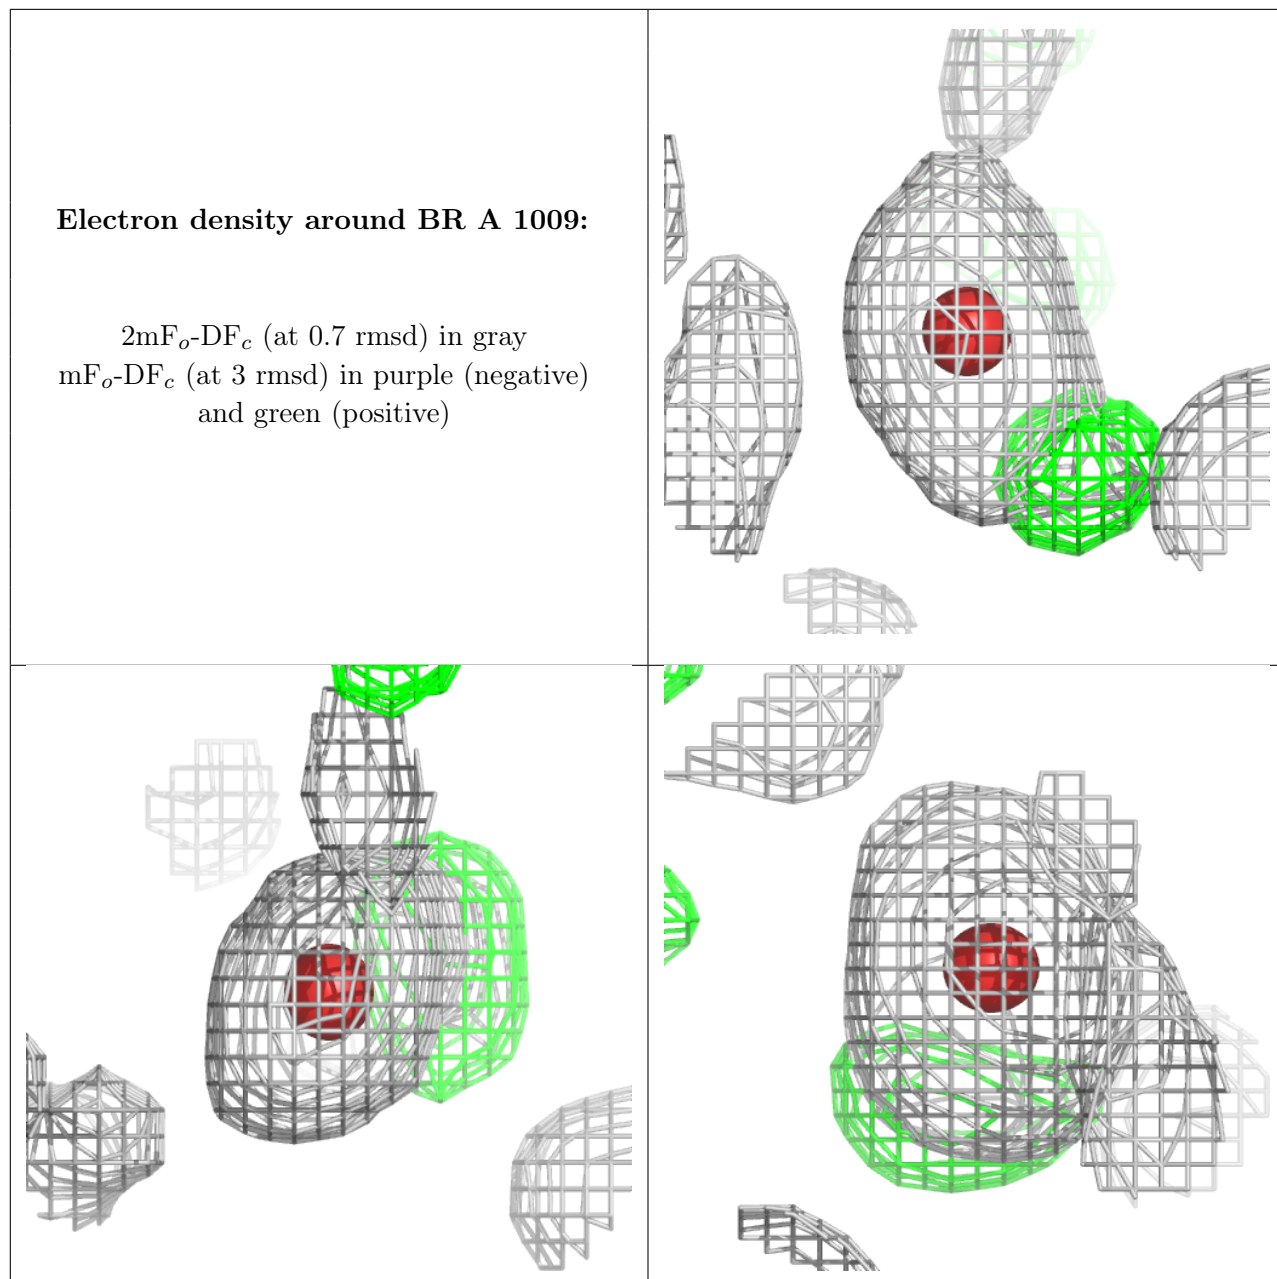 Electron density around BR A 1009:
2mFo-DFc (at 0.7 rmsd) in gray
mFo-DFc (at 3 rmsd) in purple (negative)
and green (positive)